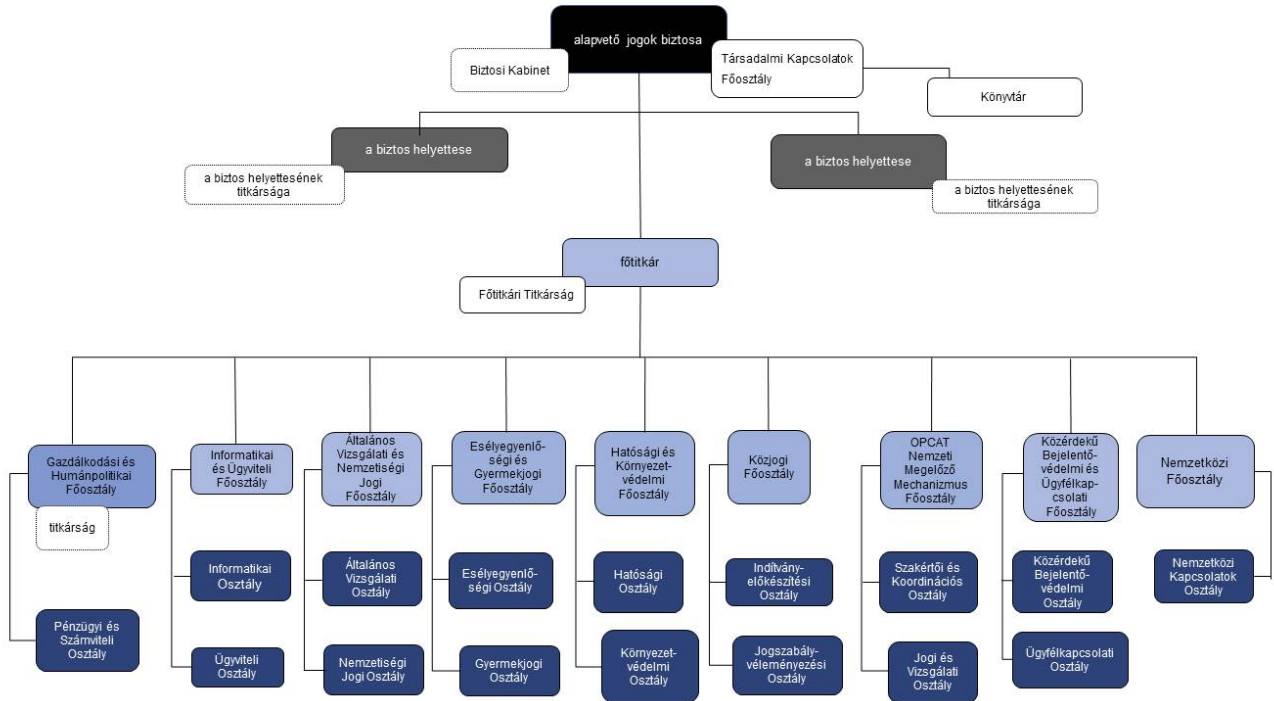 alapvető jogok biztosa
Biztosi Kabinet
Társadalmi Kapcsolatok
Főosztály
Könyvtár
a biztos helyettese
a biztos helyettesének
titkársága
a biztos helyettese
a biztos helyettesének
titkársága
főtitkár
Főtitkári Titkárság
Gazdálkodási és
Humánpolitikai
Főosztály
titkárság
Informatikai
és Ügyviteli
Főosztály
Általános
Vizsgálati és
Nemzetiségi
Jogi
Főosztály
Esélyegyenlő-
ségi és
Gyermekjogi
Főosztály
Hatósági és
Környezet-
védelmi
Főosztály
Közjogi
Főosztály
OPCAT
Nemzeti
Megelőző
Mechanizmus
Főosztály
Közérdekű
Bejelentő-
védelmi és
Ügyfélkap-
csolati
Főosztály
Nemzetközi
Főosztály
Informatikai
Osztály
Általános
Vizsgálati
Osztály
Esélyegyenlő-
ségi Osztály
Hatósági
Osztály
Indítvány-
előkészítési
Osztály
Szakértői és
Koordinációs
Osztály
Közérdekű
Bejelentő-
védelmi
Osztály
Nemzetközi
Kapcsolatok
Osztály
Pénzügyi és
Számviteli
Osztály
Ügyviteli
Osztály
Nemzetiségi
Jogi Osztály
Gyermekjogi
Osztály
Környezet-
védelmi
Osztály
Jogszabály-
véleményezési
Osztály
Jogi és
Vizsgálati
Osztály
Ügyfélkapcsolati
Osztály